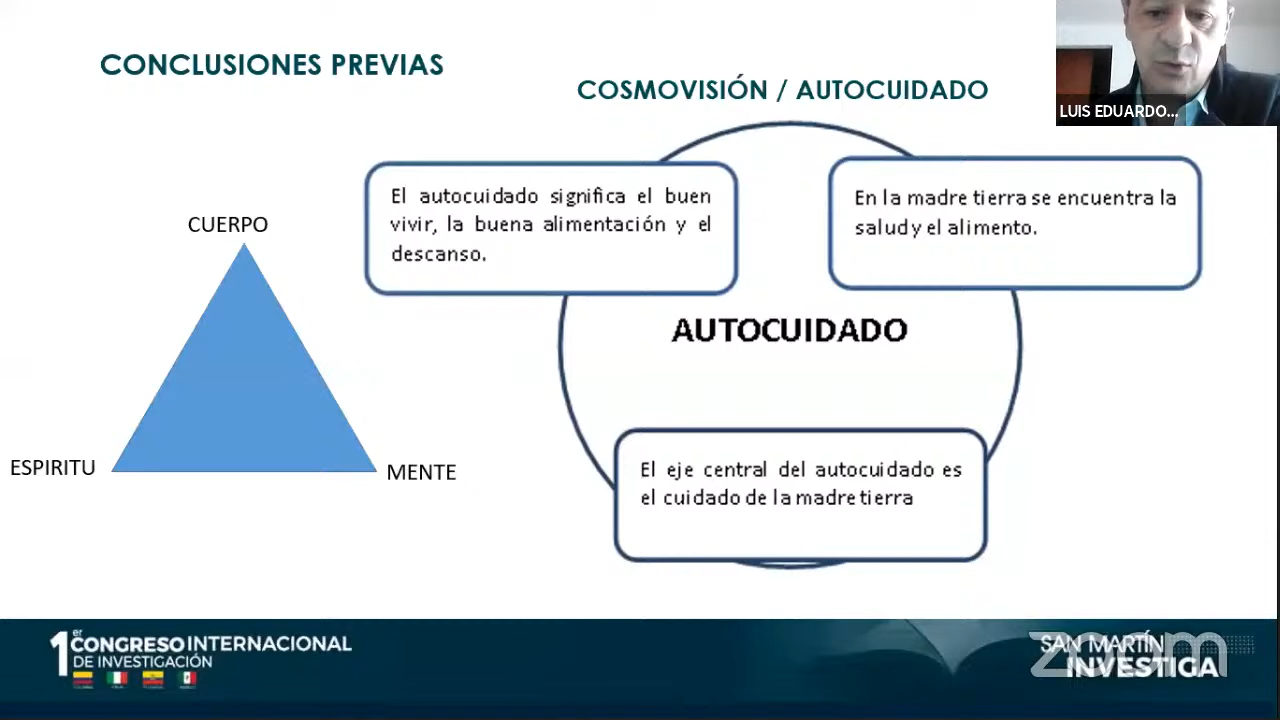 CONCLUSIONES PREVIAS
COSMOVISIÓN / AUTOCUIDADO
LUIS EDUARDO...
El autocuidado significa el buen
vivir, la buena alimentación y el
descanso.
En la madre tierra se encuentra la
salud y el alimento.
CUERPO
AUTOCUIDADO
ESPIRITU
MENTE
El eje central del autocuidado es
el cuidado de la madre tierra
1er CONGRESO INTERNACIONAL
DE INVESTIGACIÓN
SAN MARTÍN
INVESTIGA
zoom